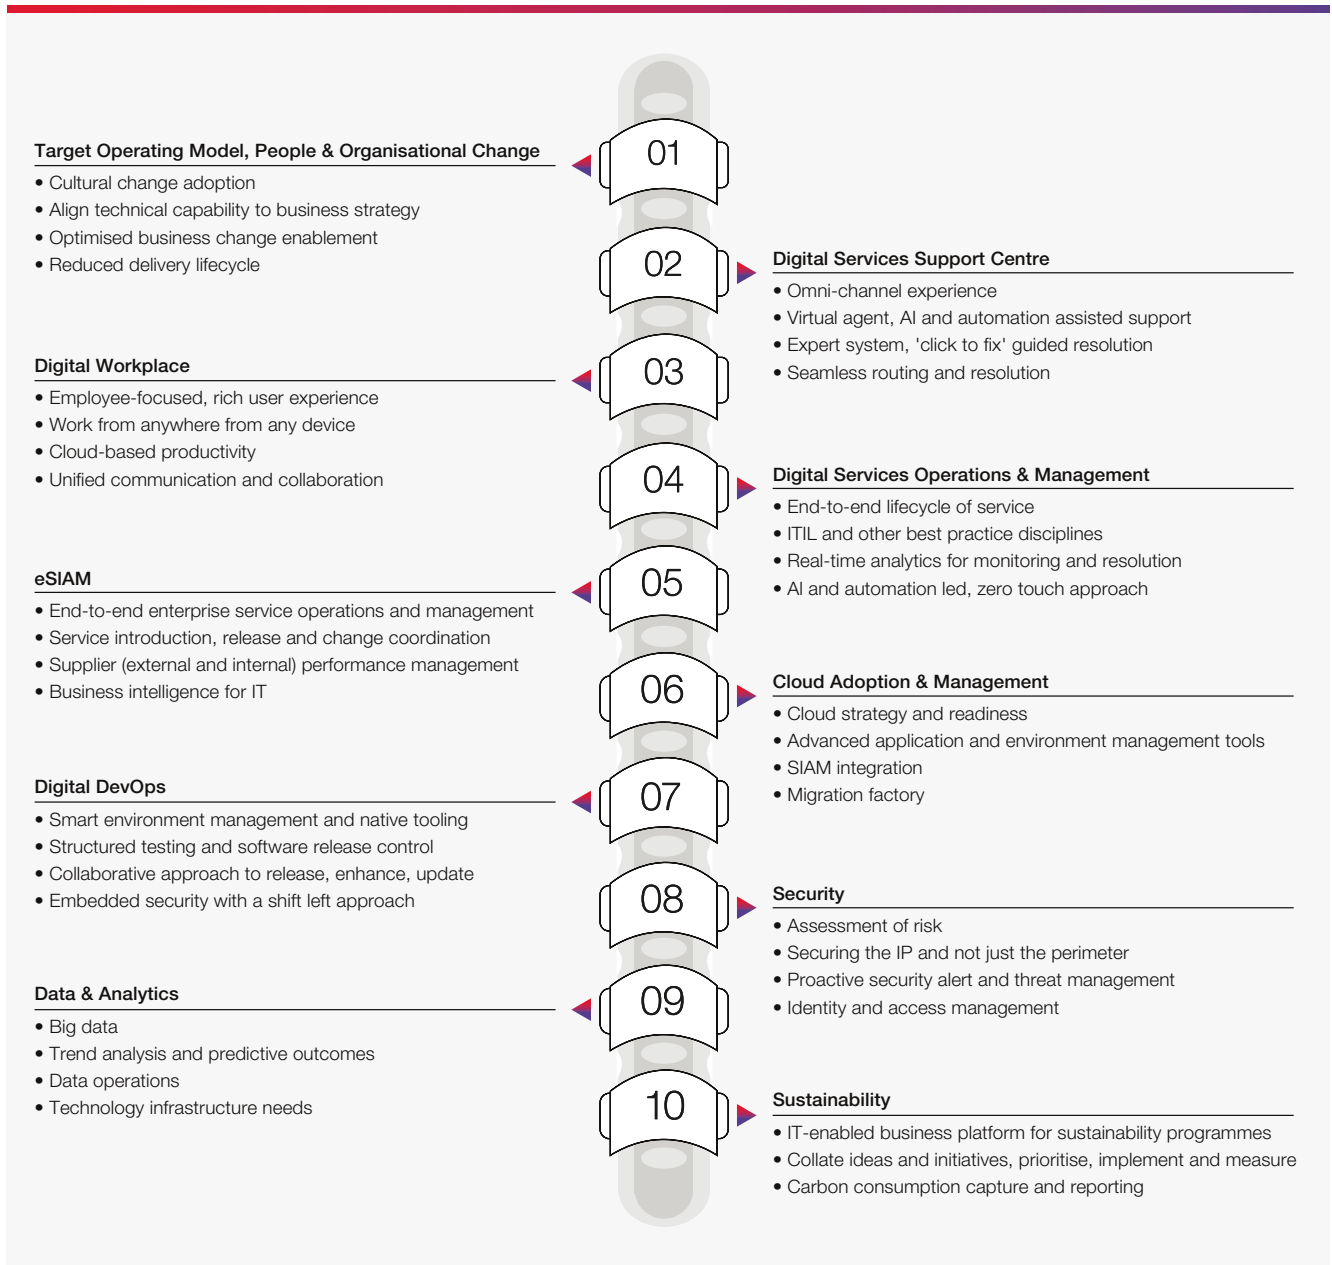 01
Target Operating Model, People & Organisational Change
• Cultural change adoption
• Align technical capability to business strategy
• Optimised business change enablement
• Reduced delivery lifecycle
02
Digital Services Support Centre
• Omni-channel experience
• Virtual agent, AI and automation assisted support
• Expert system, 'click to fix' guided resolution
• Seamless routing and resolution
03
Digital Workplace
• Employee-focused, rich user experience
• Work from anywhere from any device
• Cloud-based productivity
• Unified communication and collaboration
04
Digital Services Operations & Management
• End-to-end lifecycle of service
• ITIL and other best practice disciplines
• Real-time analytics for monitoring and resolution
• AI and automation led, zero touch approach
05
eSIAM
• End-to-end enterprise service operations and management
• Service introduction, release and change coordination
• Supplier (external and internal) performance management
• Business intelligence for IT
06
Cloud Adoption & Management
• Cloud strategy and readiness
• Advanced application and environment management tools
• SIAM integration
• Migration factory
07
Digital DevOps
• Smart environment management and native tooling
• Structured testing and software release control
• Collaborative approach to release, enhance, update
• Embedded security with a shift left approach
08
Security
• Assessment of risk
• Securing the IP and not just the perimeter
• Proactive security alert and threat management
• Identity and access management
09
Data & Analytics
• Big data
• Trend analysis and predictive outcomes
• Data operations
• Technology infrastructure needs
10
Sustainability
• IT-enabled business platform for sustainability programmes
• Collate ideas and initiatives, prioritise, implement and measure
• Carbon consumption capture and reporting